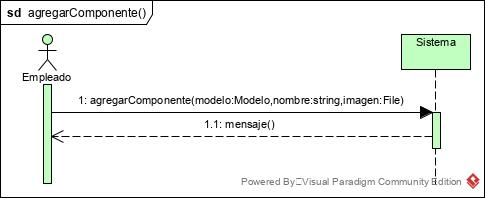 sd agregarComponente()
Sistema
Empleado
1: agregarComponente(modelo:Modelo,nombre:string,imagen:File)
1.1: mensaje()
Powered By Visual Paradigm Community Edition